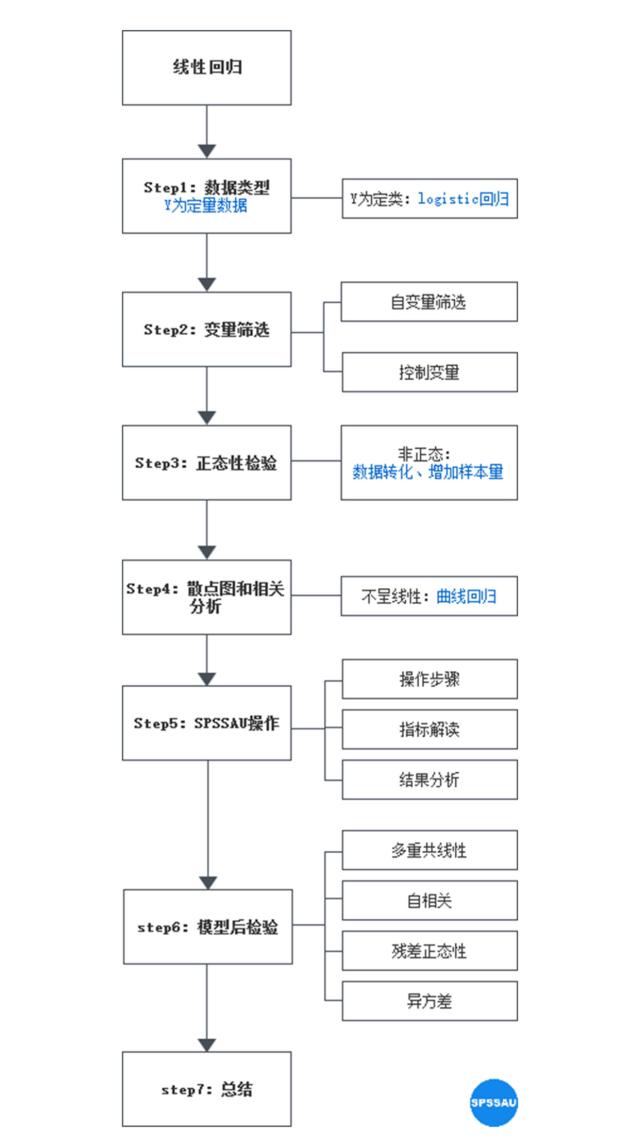 线性回归
Step1：数据类型
Y为定量数据
Y为定类：logistic回归
Step2：变量筛选
自变量筛选
控制变量
Step3：正态性检验
非正态：
数据转化、增加样本量
Step4：散点图和相关
分析
不呈线性：曲线回归
Step5：SPSSAU操作
操作步骤
指标解读
结果分析
step6：模型后检验
多重共线性
自相关
残差正态性
异方差
step7：总结
SPSSAU